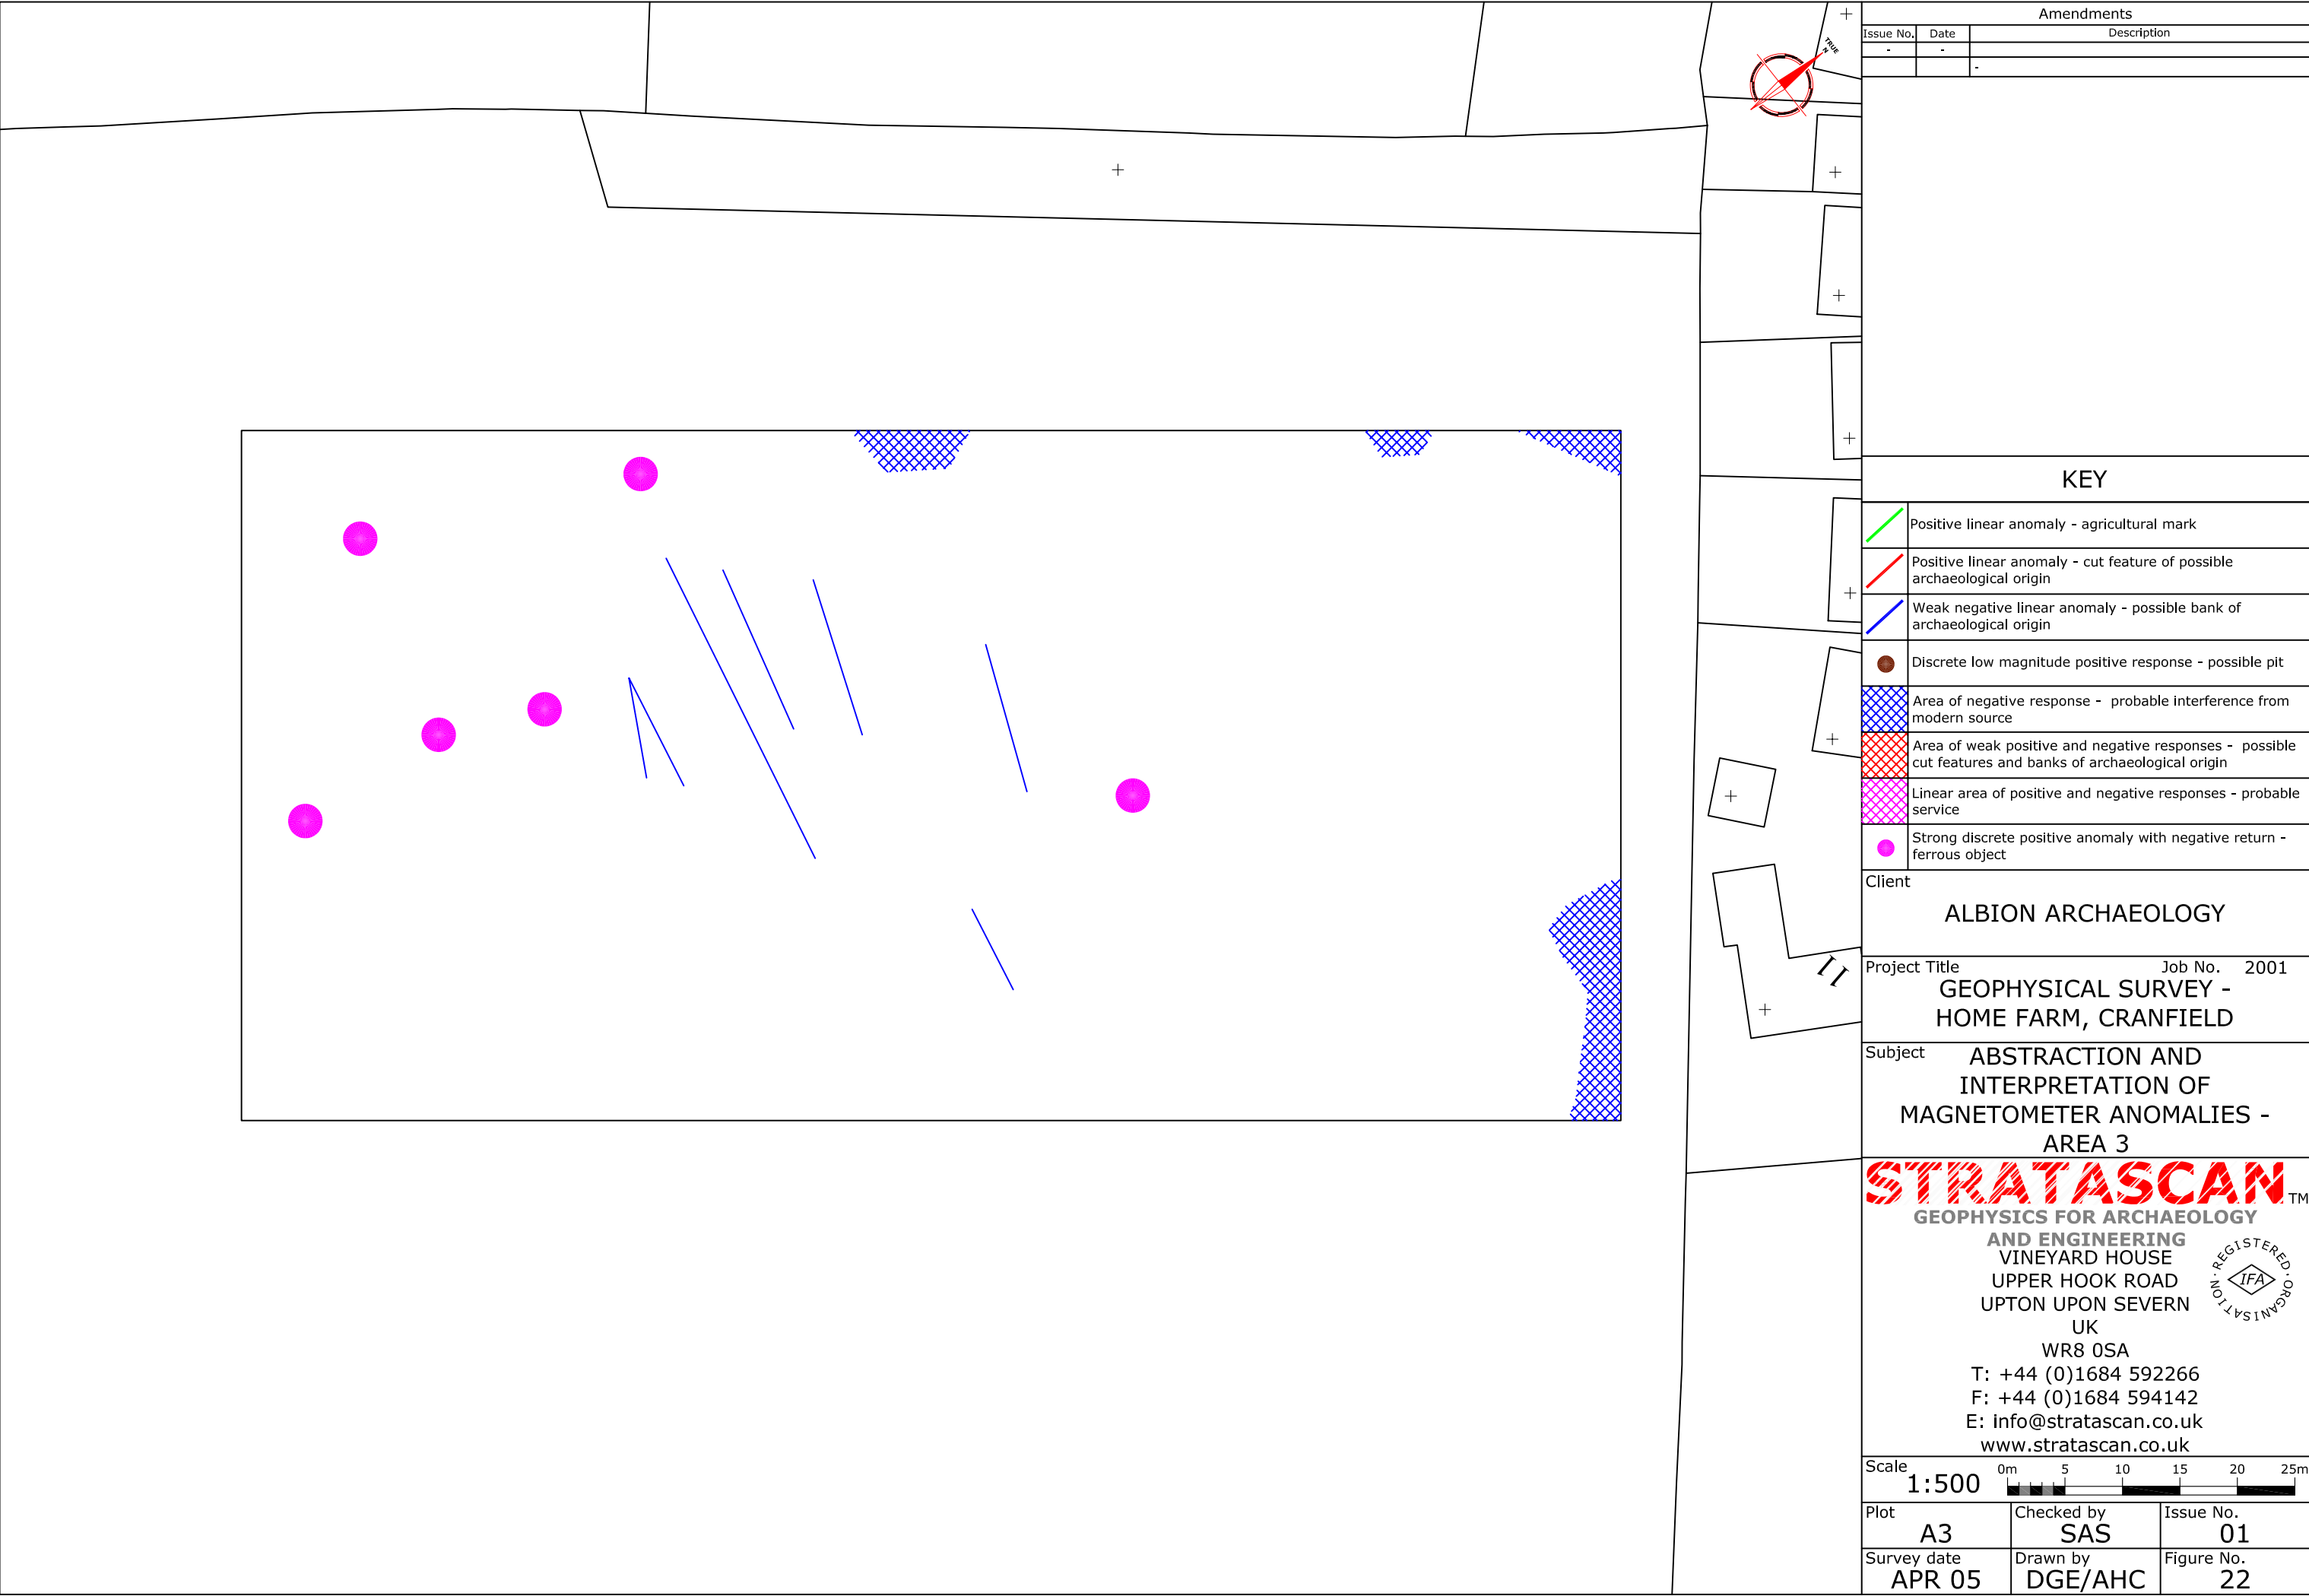 TRUE
N
11
Amendments
Issue No. Date Description
- -
-
KEY
Positive linear anomaly - agricultural mark
Positive linear anomaly - cut feature of possible
archaeological origin
Weak negative linear anomaly - possible bank of
archaeological origin
Discrete low magnitude positive response - possible pit
Area of negative response - probable interference from
modern source
Area of weak positive and negative responses - possible
cut features and banks of archaeological origin
Linear area of positive and negative responses - probable
service
Strong discrete positive anomaly with negative return -
ferrous object
Client
ALBION ARCHAEOLOGY
Project Title Job No. 2001
GEOPHYSICAL SURVEY -
HOME FARM, CRANFIELD
Subject
ABSTRACTION AND
INTERPRETATION OF
MAGNETOMETER ANOMALIES -
AREA 3
STRATASCAN TM
GEOPHYSICS FOR ARCHAEOLOGY
AND ENGINEERING
VINEYARD HOUSE
UPPER HOOK ROAD
UPTON UPON SEVERN
UK
WR8 0SA
T: +44 (0)1684 592266
F: +44 (0)1684 594142
E: info@stratascan.co.uk
www.stratascan.co.uk
· REGISTERED · ORGANISATION
IFA
Scale
1:500
0m 5 10 15 20 25m
Plot Checked by Issue No.
A3 SAS 01
Survey date Drawn by Figure No.
APR 05 DGE/AHC 22